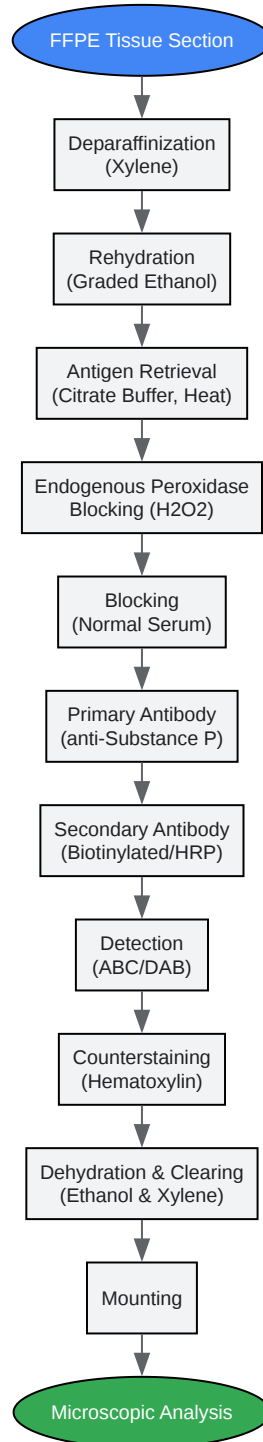 FFPE Tissue Section
Deparaffinization
(Xylene)
Rehydration
(Graded Ethanol)
Antigen Retrieval
(Citrate Buffer, Heat)
Endogenous Peroxidase
Blocking (H2O2)
Blocking
(Normal Serum)
Primary Antibody
(anti-Substance P)
Secondary Antibody
(Biotinylated/HRP)
Detection
(ABC/DAB)
Counterstaining
(Hematoxylin)
Dehydration & Clearing
(Ethanol & Xylene)
Mounting
Microscopic Analysis